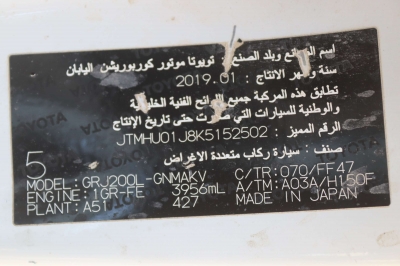 اسم الصانع وبلد الصنع : تويوتا موتور كوربوريشن اليابان
سنة وشهر الانتاج : 2019.01
تطابق هذه المركبة جميع اللوائح الفنية الخليجية
والوطنية للسيارات التي صدرت حتى تاريخ الإنتاج
الرقم المميز : JTMHU01J8K5152502
صنف : سيارة ركاب متعددة الاغراض
5
MODEL: GRJ200L-GNMAKV C/TR: 070/FF47
ENGINE: 1GR-FE 3956mL A/TM: A03A/H150F
PLANT: A51 427 MADE IN JAPAN